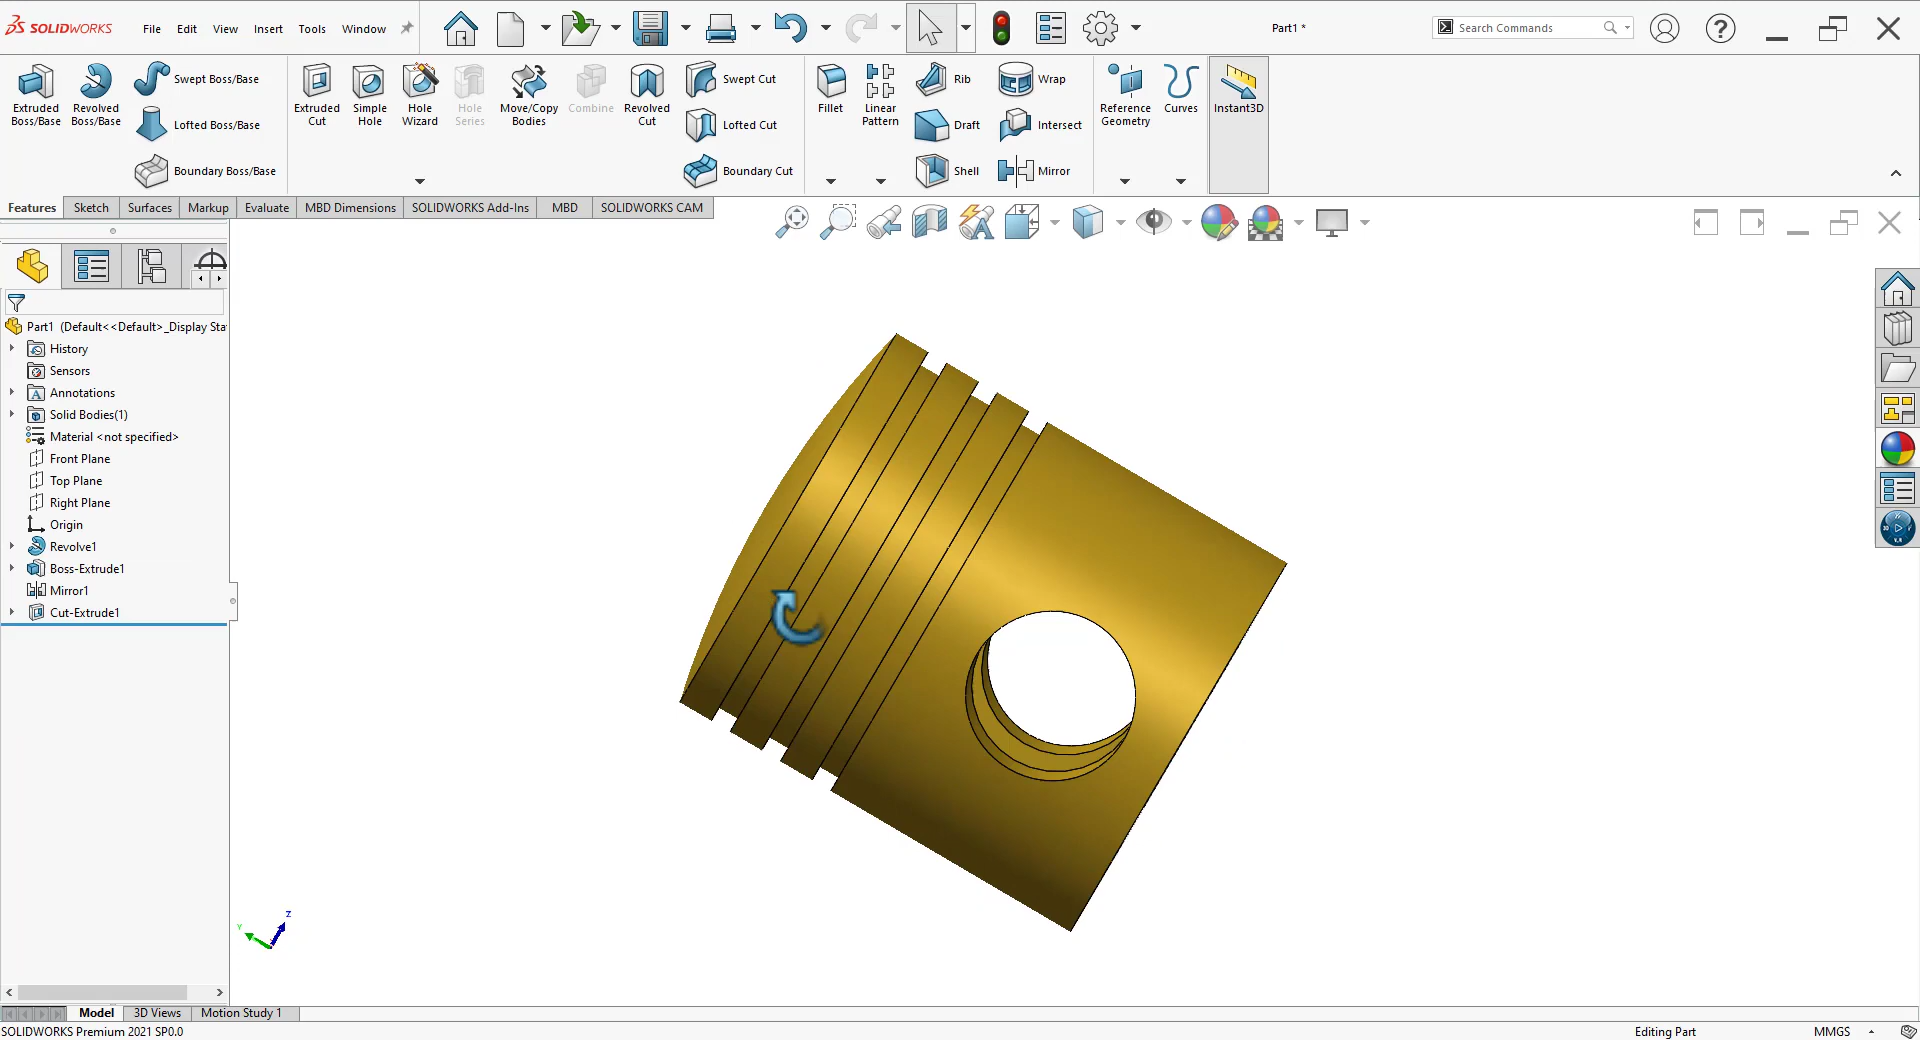 SOLIDWORKS
File Edit View Insert Tools Window
Part1 *
Search Commands
Extruded Boss/Base
Revolved Boss/Base
Swept Boss/Base
Lofted Boss/Base
Boundary Boss/Base
Extruded Cut
Simple Hole
Hole Wizard
Hole Series
Move/Copy Bodies
Combine
Revolved Cut
Swept Cut
Lofted Cut
Boundary Cut
Fillet
Linear Pattern
Rib
Draft
Shell
Wrap
Intersect
Mirror
Reference Geometry
Curves
Instant3D
Features Sketch Surfaces Markup Evaluate MBD Dimensions SOLIDWORKS Add-Ins MBD SOLIDWORKS CAM
Part1 (Default<<Default>_Display Sta
History
Sensors
Annotations
Solid Bodies(1)
Material <not specified>
Front Plane
Top Plane
Right Plane
Origin
Revolve1
Boss-Extrude1
Mirror1
Cut-Extrude1
Z
Y
Model 3D Views Motion Study 1
SOLIDWORKS Premium 2021 SP0.0
Editing Part
MMGS